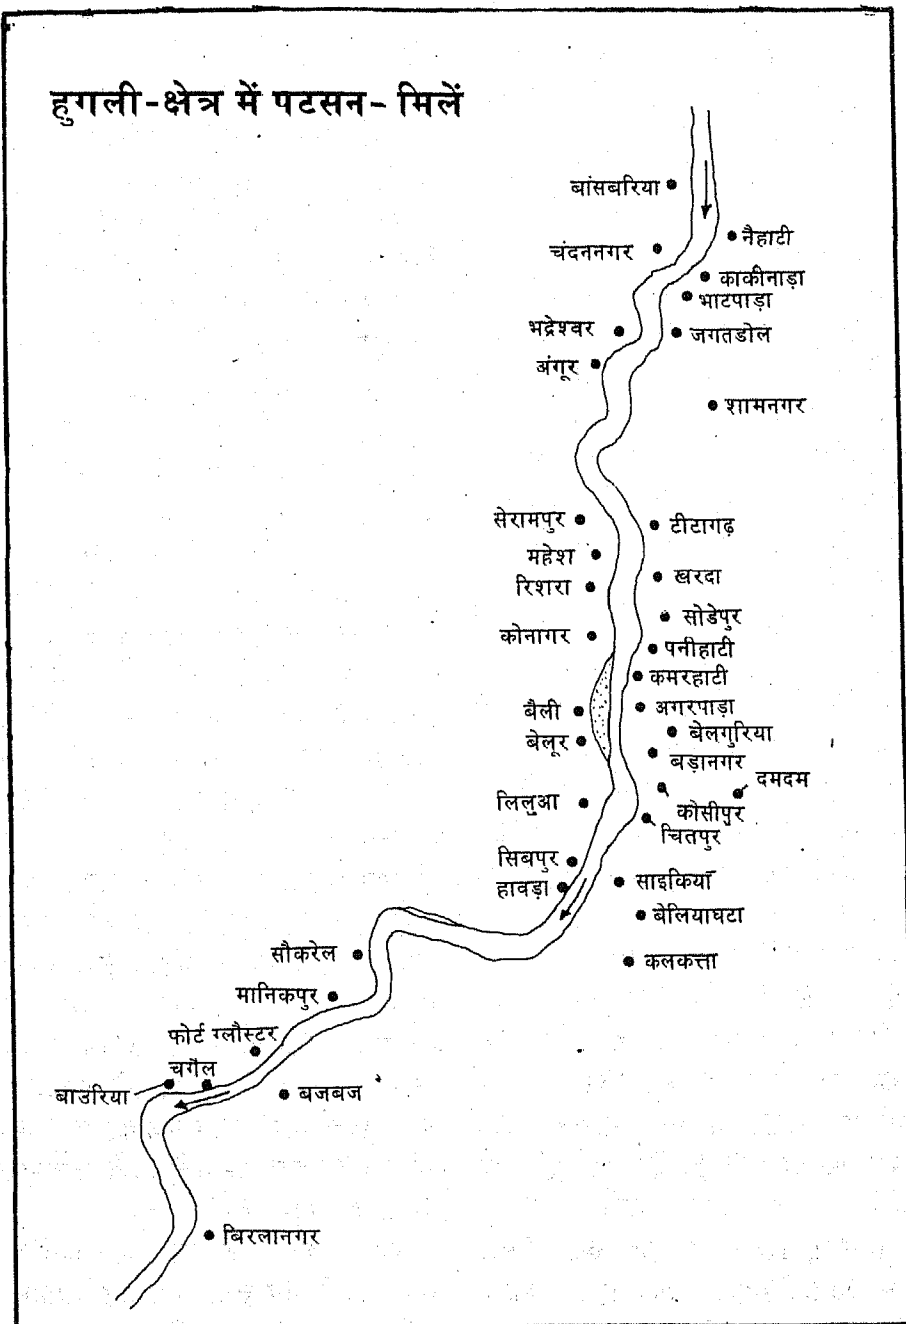 हुगली-क्षेत्र में पटसन-मिलें
बांसबरिया
नैहाटी
चंदननगर
काकीनाड़ा
भाटपाड़ा
भद्रेश्वर
जगतडोल
अंगूर
शामनगर
सेरामपुर
टीटागढ़
महेश
खरदा
रिशरा
सोडेपुर
कोनागर
पनीहाटी
कमरहाटी
बैली
अगरपाड़ा
बेलगुरिया
बेलूर
बड़ानगर
दमदम
लिलुआ
कोसीपुर
चितपुर
सिबपुर
साइकियाँ
हावड़ा
बेलियाघटा
सौकरेल
कलकत्ता
मानिकपुर
फोर्ट ग्लौस्टर
चगैल
बाउरिया
बजबज
बिरलानगर